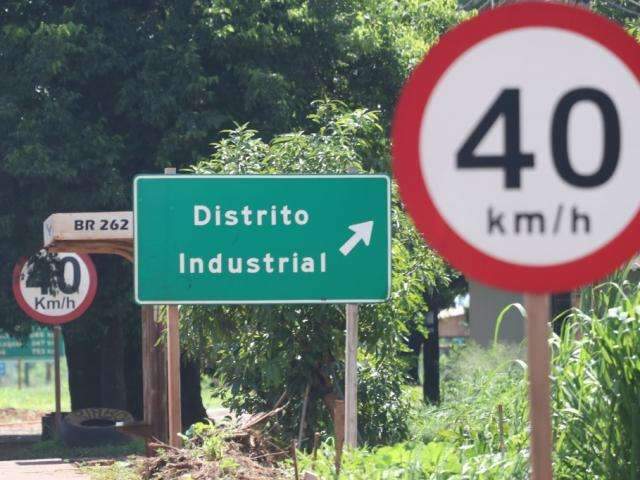 40
km/h
BR 262
Distrito
Industrial
40
Km/h